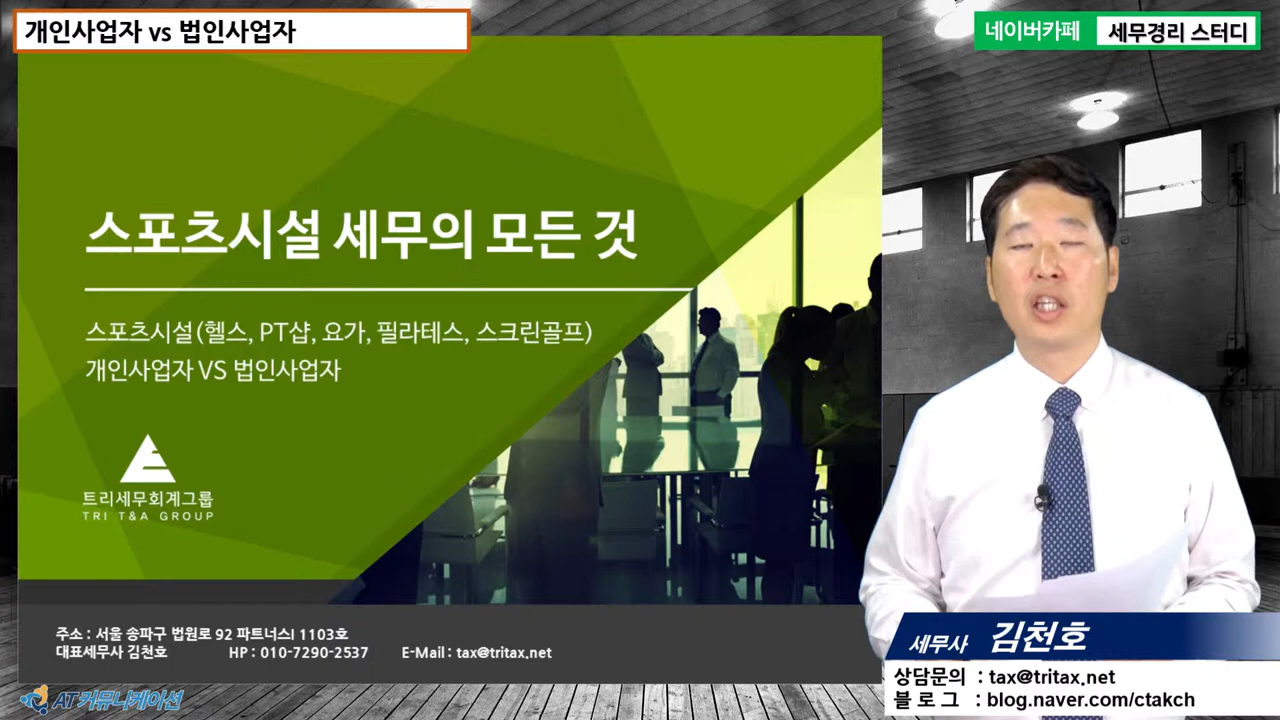 개인사업자 vs 법인사업자
네이버카페 세무경리 스터디
스포츠시설 세무의 모든 것
스포츠시설(헬스, PT샵, 요가, 필라테스, 스크린골프)
개인사업자 VS 법인사업자
트리세무회계그룹
TRI T&A GROUP
주소 : 서울 송파구 법원로 92 파트너스I 1103호
대표세무사 김천호 HP : 010-7290-2537 E-Mail : tax@tritax.net
세무사 김천호
상담문의 : tax@tritax.net
블로그 : blog.naver.com/ctakch
AT커뮤니케이션